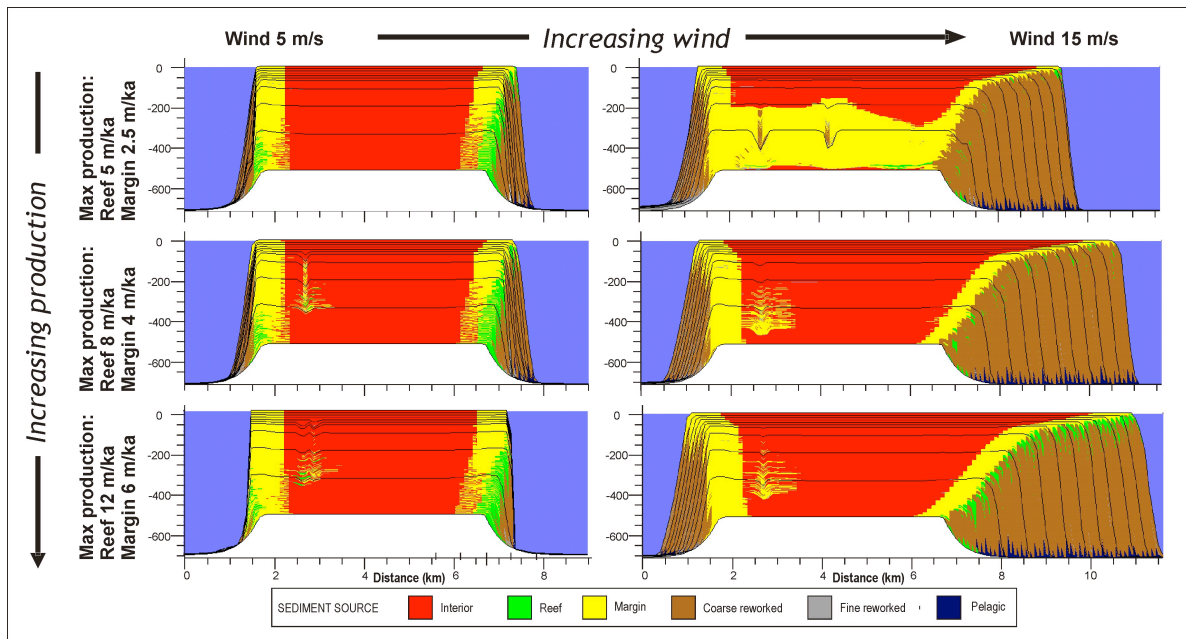 Wind 5 m/s
Increasing wind
Wind 15 m/s
Increasing production
Max production:
Reef 5 m/ka
Margin 2.5 m/ka
0
-200
-400
-600
0
-200
-400
-600
Max production:
Reef 8 m/ka
Margin 4 m/ka
0
-200
-400
-600
0
-200
-400
-600
Max production:
Reef 12 m/ka
Margin 6 m/ka
0
-200
-400
-600
0
-200
-400
-600
0 2 4 6 8
Distance (km)
0 2 4 6 8 10
Distance (km)
SEDIMENT SOURCE Interior Reef Margin Coarse reworked Fine reworked Pelagic